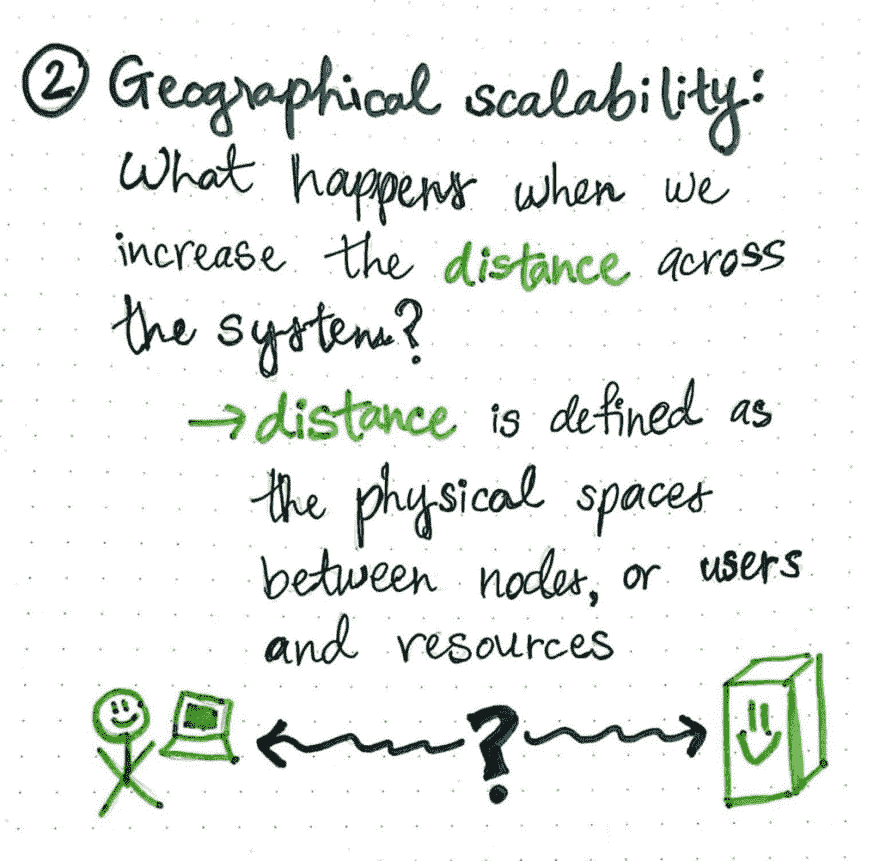 ② Geographical scalability:
What happens when we
increase the distance across
the system?
→ distance is defined as
the physical spaces
between nodes, or users
and resources
?